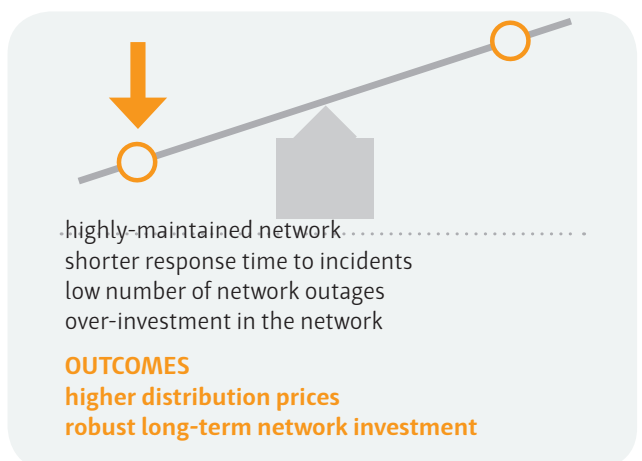 highly-maintained network
shorter response time to incidents
low number of network outages
over-investment in the network
OUTCOMES
higher distribution prices
robust long-term network investment